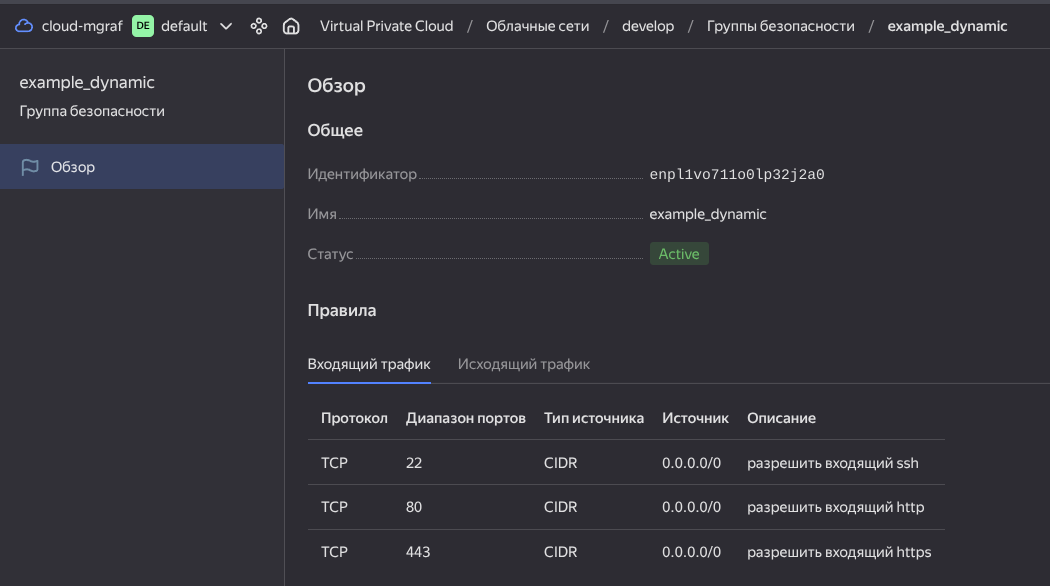 cloud-mgraf DE default Virtual Private Cloud / Облачные сети / develop / Группы безопасности / example_dynamic
example_dynamic
Группа безопасности
Обзор
Обзор
Общее
Идентификатор enpl1vo711o0lp32j2a0
Имя example_dynamic
Статус Active
Правила
Входящий трафик Исходящий трафик
Протокол Диапазон портов Тип источника Источник Описание
TCP 22 CIDR 0.0.0.0/0 разрешить входящий ssh
TCP 80 CIDR 0.0.0.0/0 разрешить входящий http
TCP 443 CIDR 0.0.0.0/0 разрешить входящий https